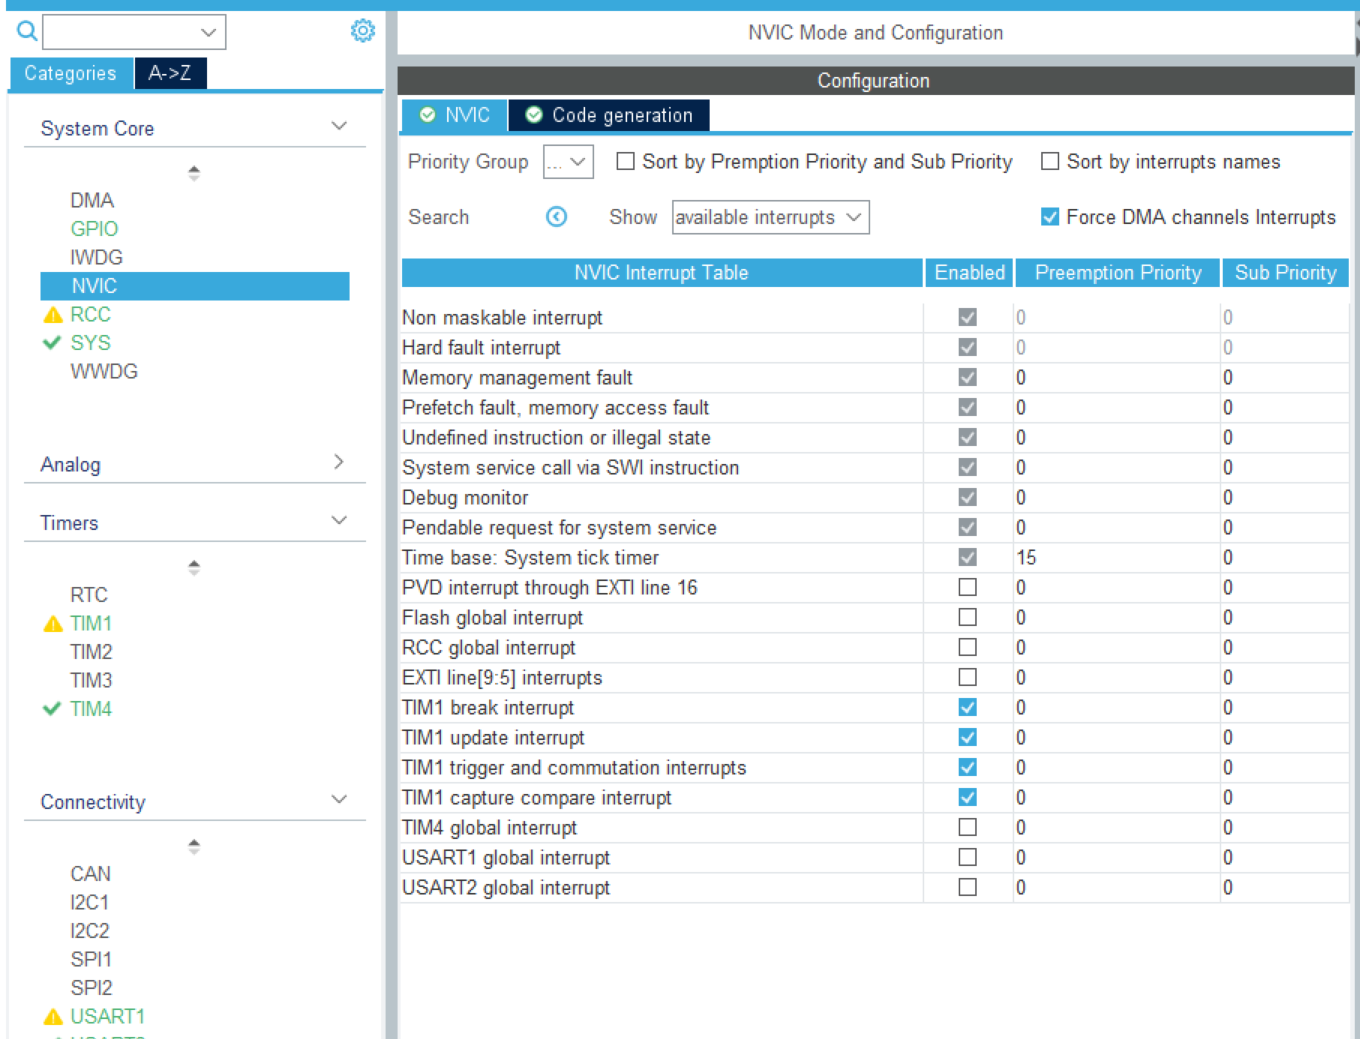 NVIC Mode and Configuration
Categories A->Z
Configuration
System Core
NVIC Code generation
Priority Group ... Sort by Premption Priority and Sub Priority Sort by interrupts names
DMA
GPIO
IWDG
NVIC
RCC
SYS
WWDG
Search Show available interrupts Force DMA channels Interrupts
Analog
Timers
RTC
TIM1
TIM2
TIM3
TIM4
Connectivity
CAN
I2C1
I2C2
SPI1
SPI2
USART1
NVIC Interrupt Table Enabled Preemption Priority Sub Priority
Non maskable interrupt 0 0
Hard fault interrupt 0 0
Memory management fault 0 0
Prefetch fault, memory access fault 0 0
Undefined instruction or illegal state 0 0
System service call via SWI instruction 0 0
Debug monitor 0 0
Pendable request for system service 0 0
Time base: System tick timer 15 0
PVD interrupt through EXTI line 16 0 0
Flash global interrupt 0 0
RCC global interrupt 0 0
EXTI line[9:5] interrupts 0 0
TIM1 break interrupt 0 0
TIM1 update interrupt 0 0
TIM1 trigger and commutation interrupts 0 0
TIM1 capture compare interrupt 0 0
TIM4 global interrupt 0 0
USART1 global interrupt 0 0
USART2 global interrupt 0 0